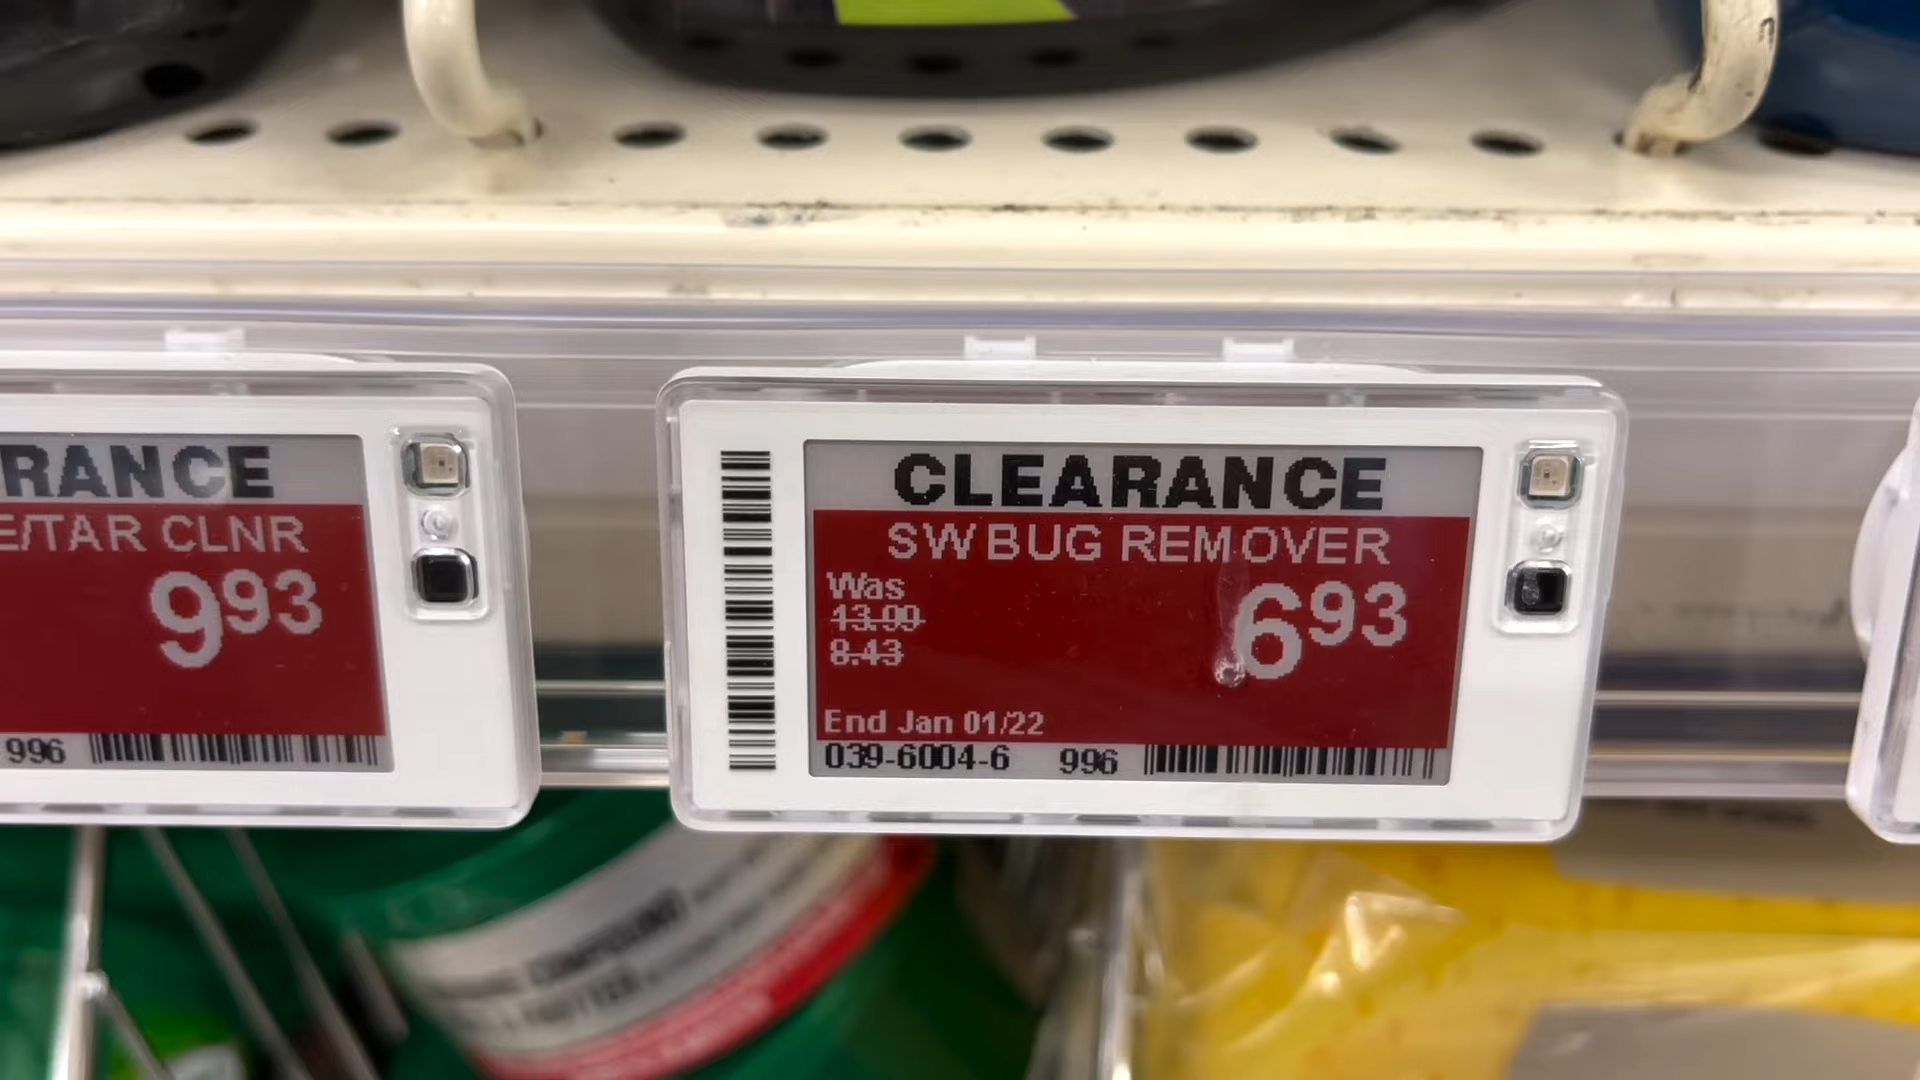 RANCE
E/TAR CLNR
993
996
CLEARANCE
SW BUG REMOVER
Was
13.99
8.43
693
End Jan 01/22
039-6004-6 996